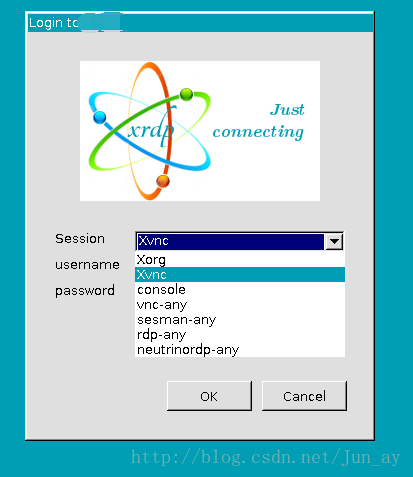 Login to
xrdp
Just
connecting
Session
Xvnc
username
password
Xorg
Xvnc
console
vnc-any
sesman-any
rdp-any
neutrinordp-any
OK
Cancel
http://blog.csdn.net/Jun_ay